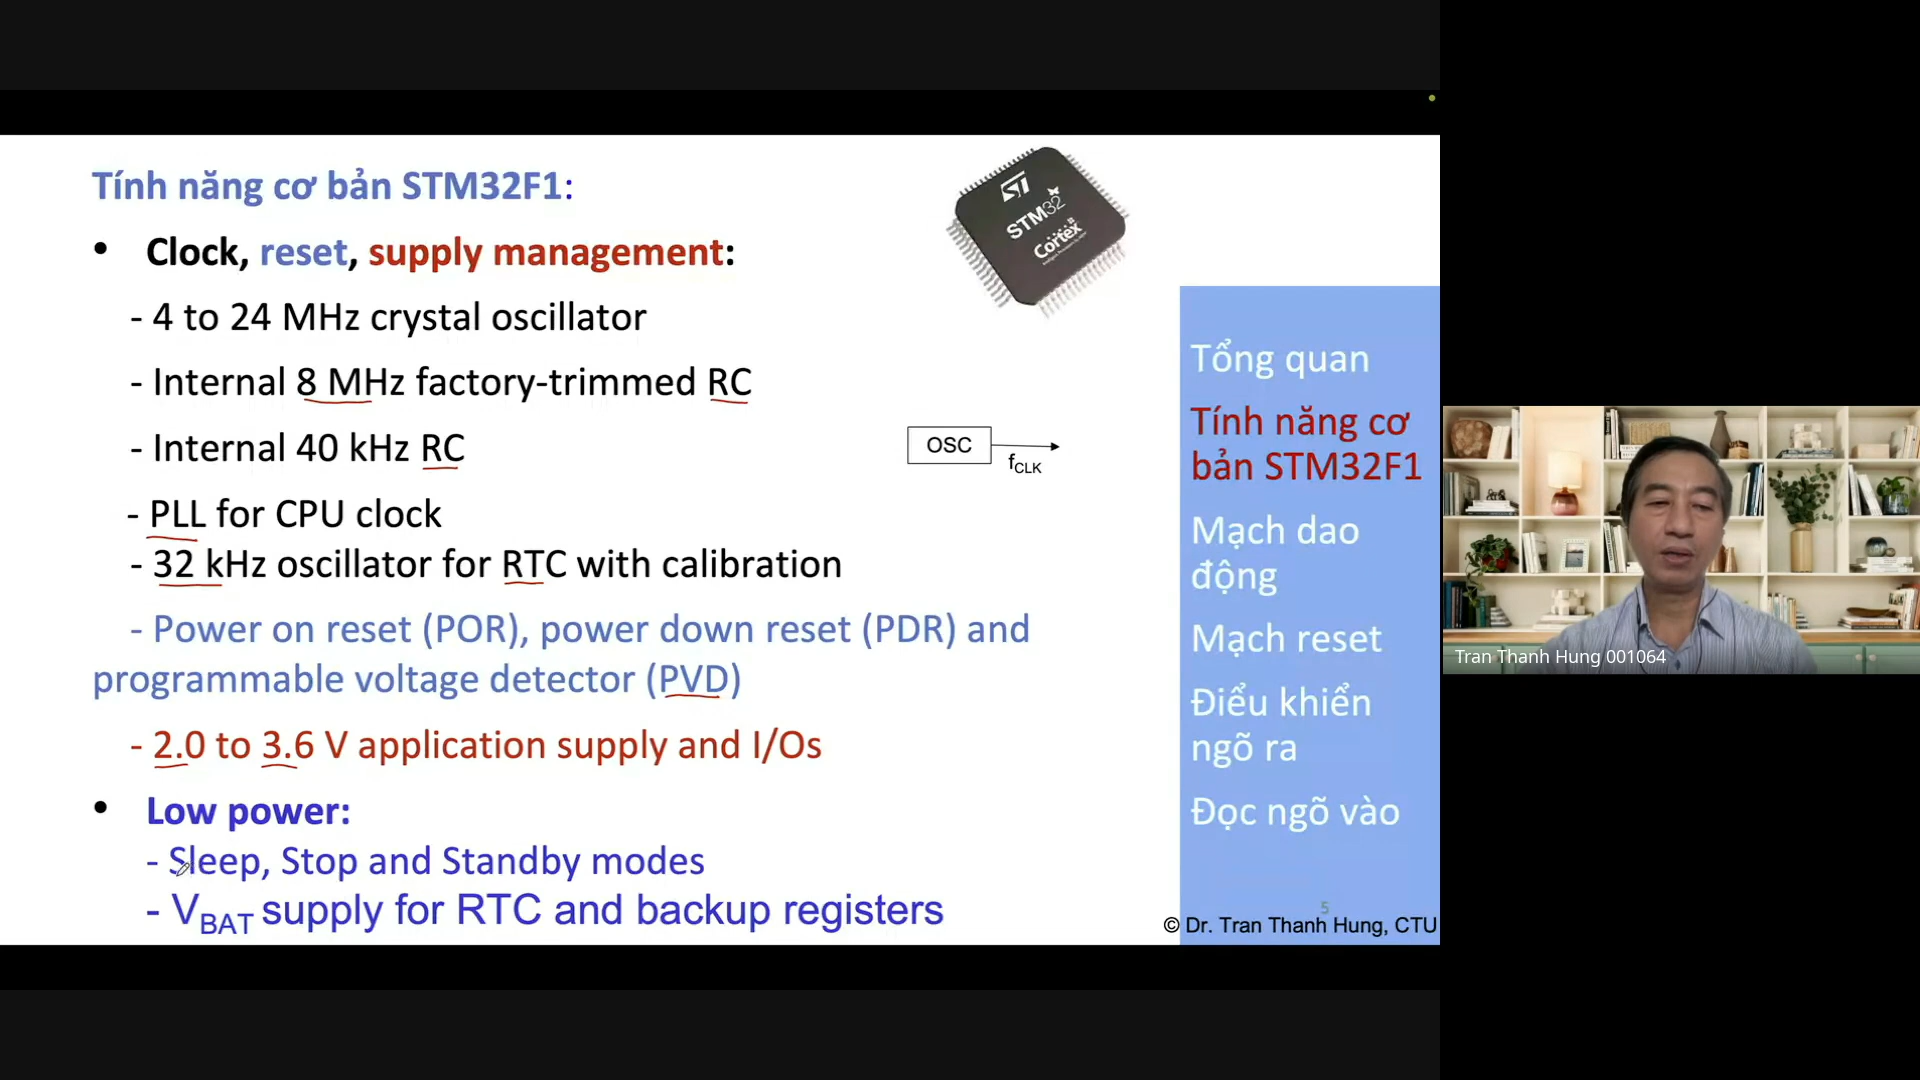 Tính năng cơ bản STM32F1:
• Clock, reset, supply management:
- 4 to 24 MHz crystal oscillator
- Internal 8 MHz factory-trimmed RC
- Internal 40 kHz RC
- PLL for CPU clock
- 32 kHz oscillator for RTC with calibration
- Power on reset (POR), power down reset (PDR) and
programmable voltage detector (PVD)
- 2.0 to 3.6 V application supply and I/Os
• Low power:
- Sleep, Stop and Standby modes
- VBAT supply for RTC and backup registers
ST
STM32
Cortex
OSC
fCLK
Tổng quan
Tính năng cơ
bản STM32F1
Mạch dao
động
Mạch reset
Điểu khiển
ngõ ra
Đọc ngõ vào
5
© Dr. Tran Thanh Hung, CTU
Tran Thanh Hung 001064